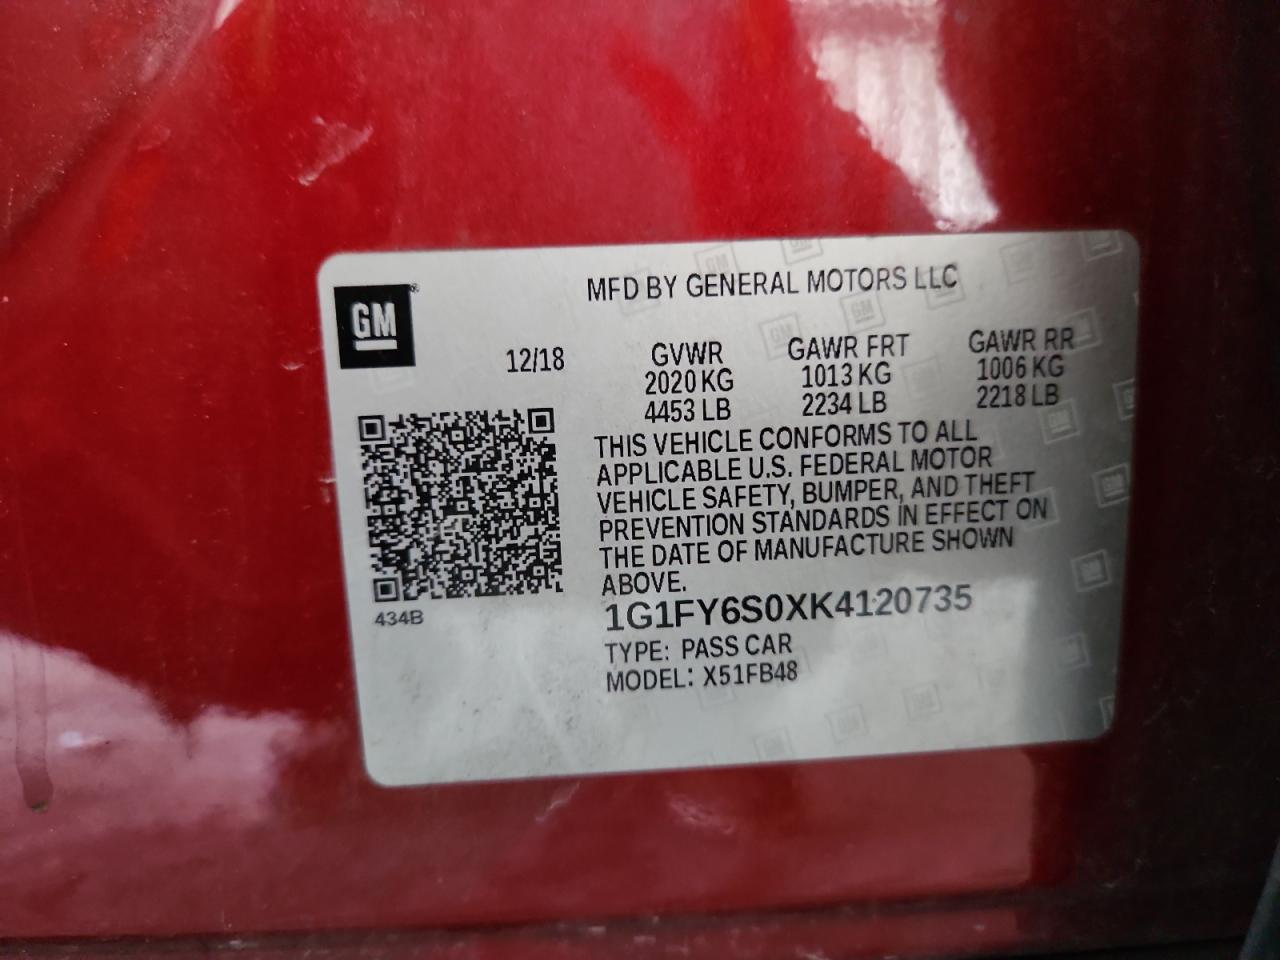 MFD BY GENERAL MOTORS LLC
GM
12/18 GVWR GAWR FRT GAWR RR
2020 KG 1013 KG 1006 KG
4453 LB 2234 LB 2218 LB
THIS VEHICLE CONFORMS TO ALL
APPLICABLE U.S. FEDERAL MOTOR
VEHICLE SAFETY, BUMPER, AND THEFT
PREVENTION STANDARDS IN EFFECT ON
THE DATE OF MANUFACTURE SHOWN
ABOVE.
434B
1G1FY6S0XK4120735
TYPE: PASS CAR
MODEL: X51FB48